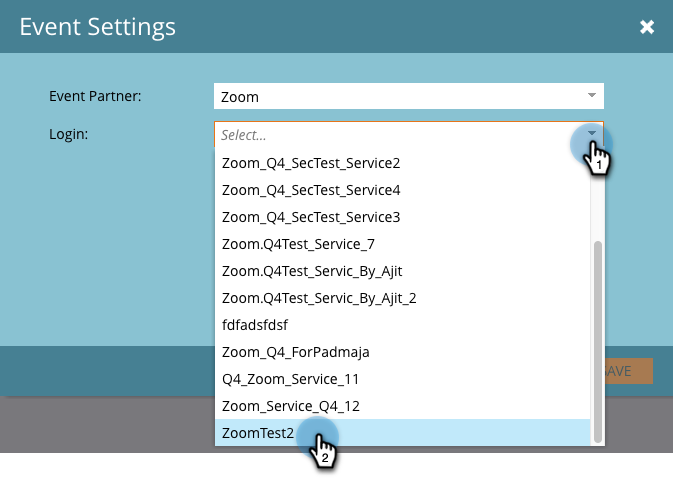 Event Settings
Event Partner: Zoom
Login: Select...
1
Zoom_Q4_SecTest_Service2
Zoom_Q4_SecTest_Service4
Zoom_Q4_SecTest_Service3
Zoom.Q4Test_Service_7
Zoom.Q4Test_Servic_By_Ajit
Zoom.Q4Test_Servic_By_Ajit_2
fdfadsfdsf
Zoom_Q4_ForPadmaja
AVE
Q4_Zoom_Service_11
Zoom_Service_Q4_12
ZoomTest2
2